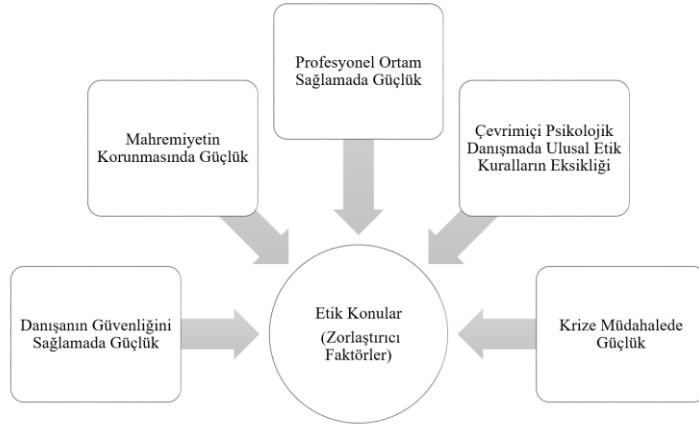 Profesyonel Ortam
Sağlamada Güçlük
Mahremiyetin
Korunmasında Güçlük
Çevrimiçi Psikolojik
Danışmada Ulusal Etik
Kuralların Eksikliği
Danışanın Güvenliğini
Sağlamada Güçlük
Etik Konular
(Zorlaştırıcı
Faktörler)
Krize Müdahalede
Güçlük